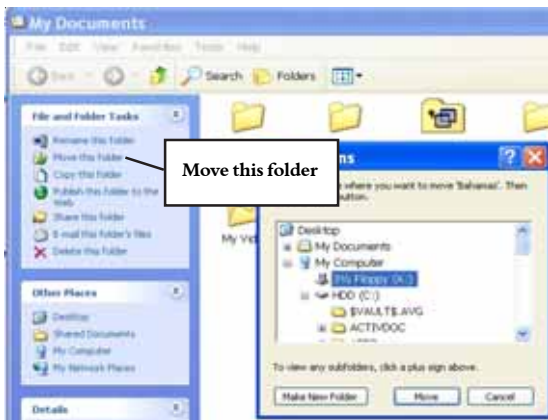 My Documents
File Edit View Favorites Tools Help
Back Search Folders
File and Folder Tasks
Rename this folder
Move this folder
Copy this folder
Publish this folder to the
Web
Share this folder
E-mail this folder's files
Delete this folder
Move this folder
where you want to move 'Bahamas'. Then
button.
Desktop
My Documents
My Computer
3½ Floppy (A:)
HDD (C:)
$VAULT$.AVG
ACTIVDOC
To view any subfolders, click a plus sign above.
Make New Folder Move Cancel
My Vid
Other Places
Desktop
Shared Documents
My Computer
My Network Places
Details